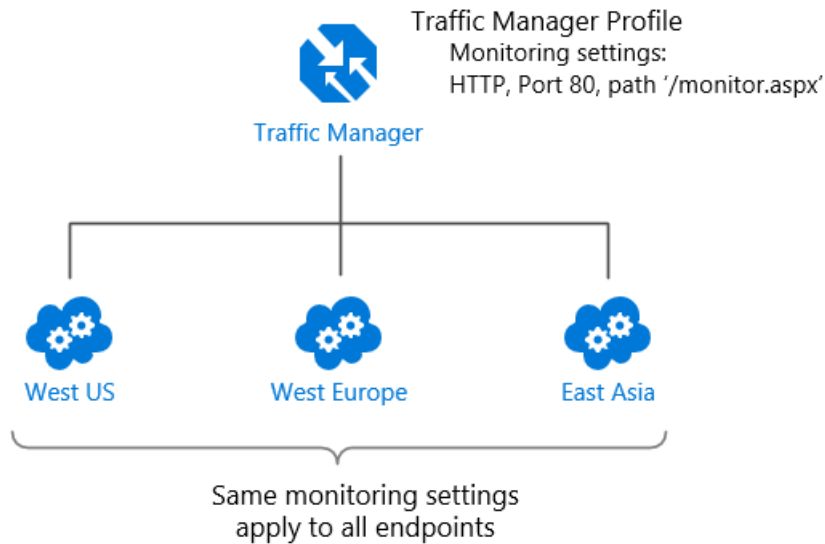 Traffic Manager Profile
Monitoring settings:
HTTP, Port 80, path ‘/monitor.aspx’
Traffic Manager
West US
West Europe
East Asia
Same monitoring settings
apply to all endpoints